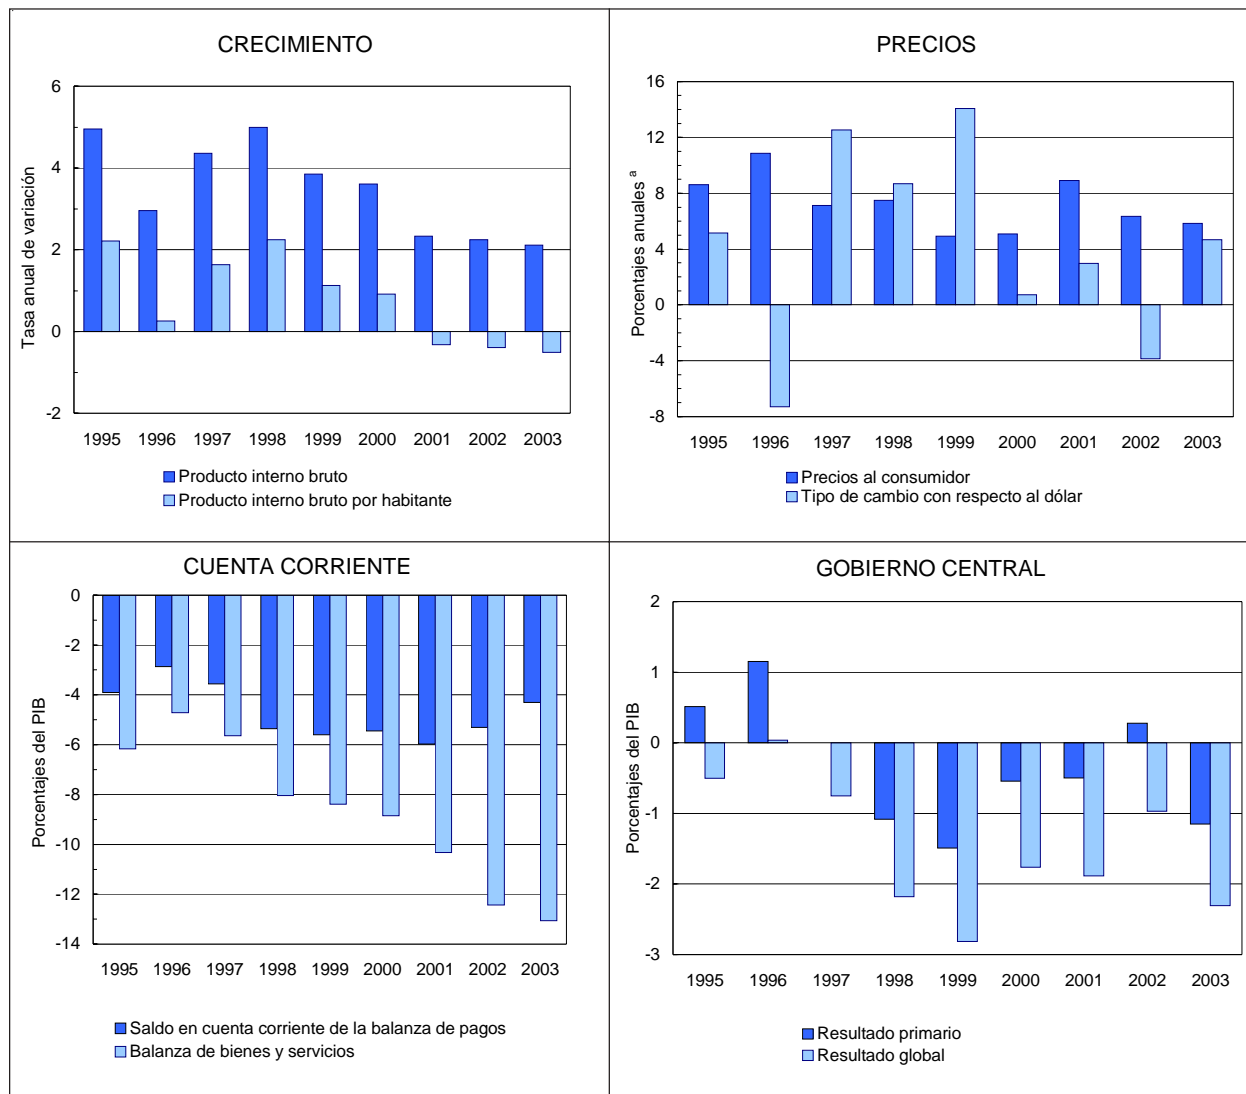 CRECIMIENTO
Tasa anual de variación
6
4
2
0
-2
1995 1996 1997 1998 1999 2000 2001 2002 2003
Producto interno bruto
Producto interno bruto por habitante
PRECIOS
Porcentajes anuales a
16
12
8
4
0
-4
-8
1995 1996 1997 1998 1999 2000 2001 2002 2003
Precios al consumidor
Tipo de cambio con respecto al dólar
CUENTA CORRIENTE
Porcentajes del PIB
0
-2
-4
-6
-8
-10
-12
-14
1995 1996 1997 1998 1999 2000 2001 2002 2003
Saldo en cuenta corriente de la balanza de pagos
Balanza de bienes y servicios
GOBIERNO CENTRAL
Porcentajes del PIB
2
1
0
-1
-2
-3
1995 1996 1997 1998 1999 2000 2001 2002 2003
Resultado primario
Resultado global